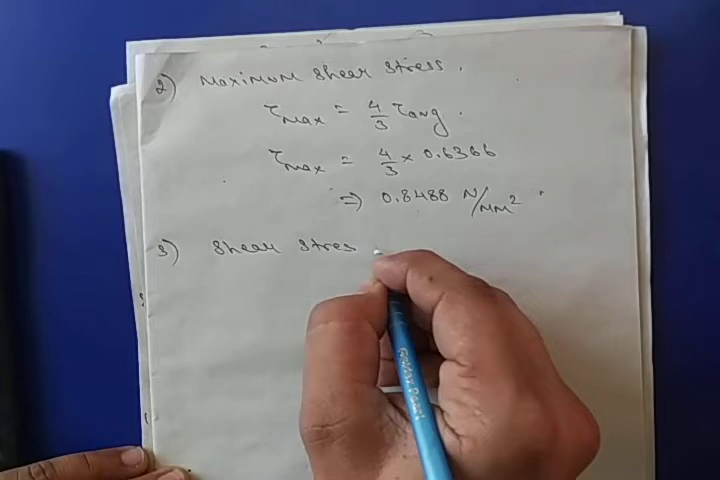 2) Maximum Shear Stress.
τmax = 4/3 τavg.
τmax = 4/3 × 0.6366
⇒ 0.8488 N/mm²
3) Shear Stres